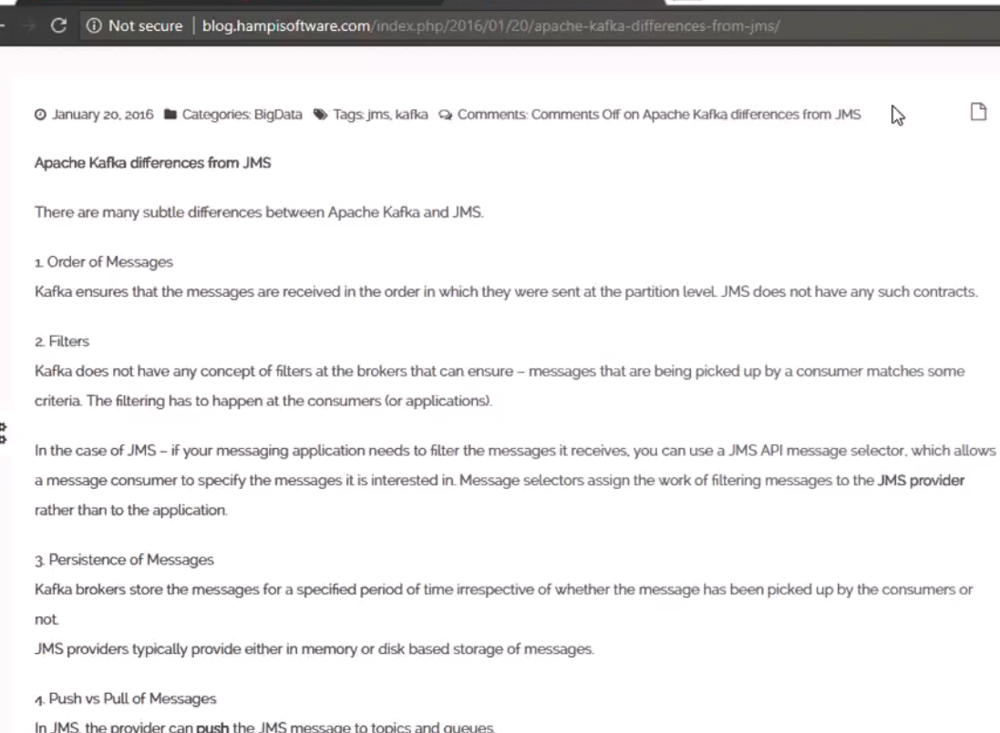 Not secure | blog.hampisoftware.com/index.php/2016/01/20/apache-kafka-differences-from-jms/
January 20, 2016 Categories: BigData Tags: jms, kafka Comments: Comments Off on Apache Kafka differences from JMS
Apache Kafka differences from JMS
There are many subtle differences between Apache Kafka and JMS.
1. Order of Messages
Kafka ensures that the messages are received in the order in which they were sent at the partition level. JMS does not have any such contracts.
2. Filters
Kafka does not have any concept of filters at the brokers that can ensure – messages that are being picked up by a consumer matches some
criteria. The filtering has to happen at the consumers (or applications).
In the case of JMS – if your messaging application needs to filter the messages it receives, you can use a JMS API message selector, which allows
a message consumer to specify the messages it is interested in. Message selectors assign the work of filtering messages to the JMS provider
rather than to the application.
3. Persistence of Messages
Kafka brokers store the messages for a specified period of time irrespective of whether the message has been picked up by the consumers or
not.
JMS providers typically provide either in memory or disk based storage of messages.
4. Push vs Pull of Messages
In JMS, the provider can push the JMS message to topics and queues.